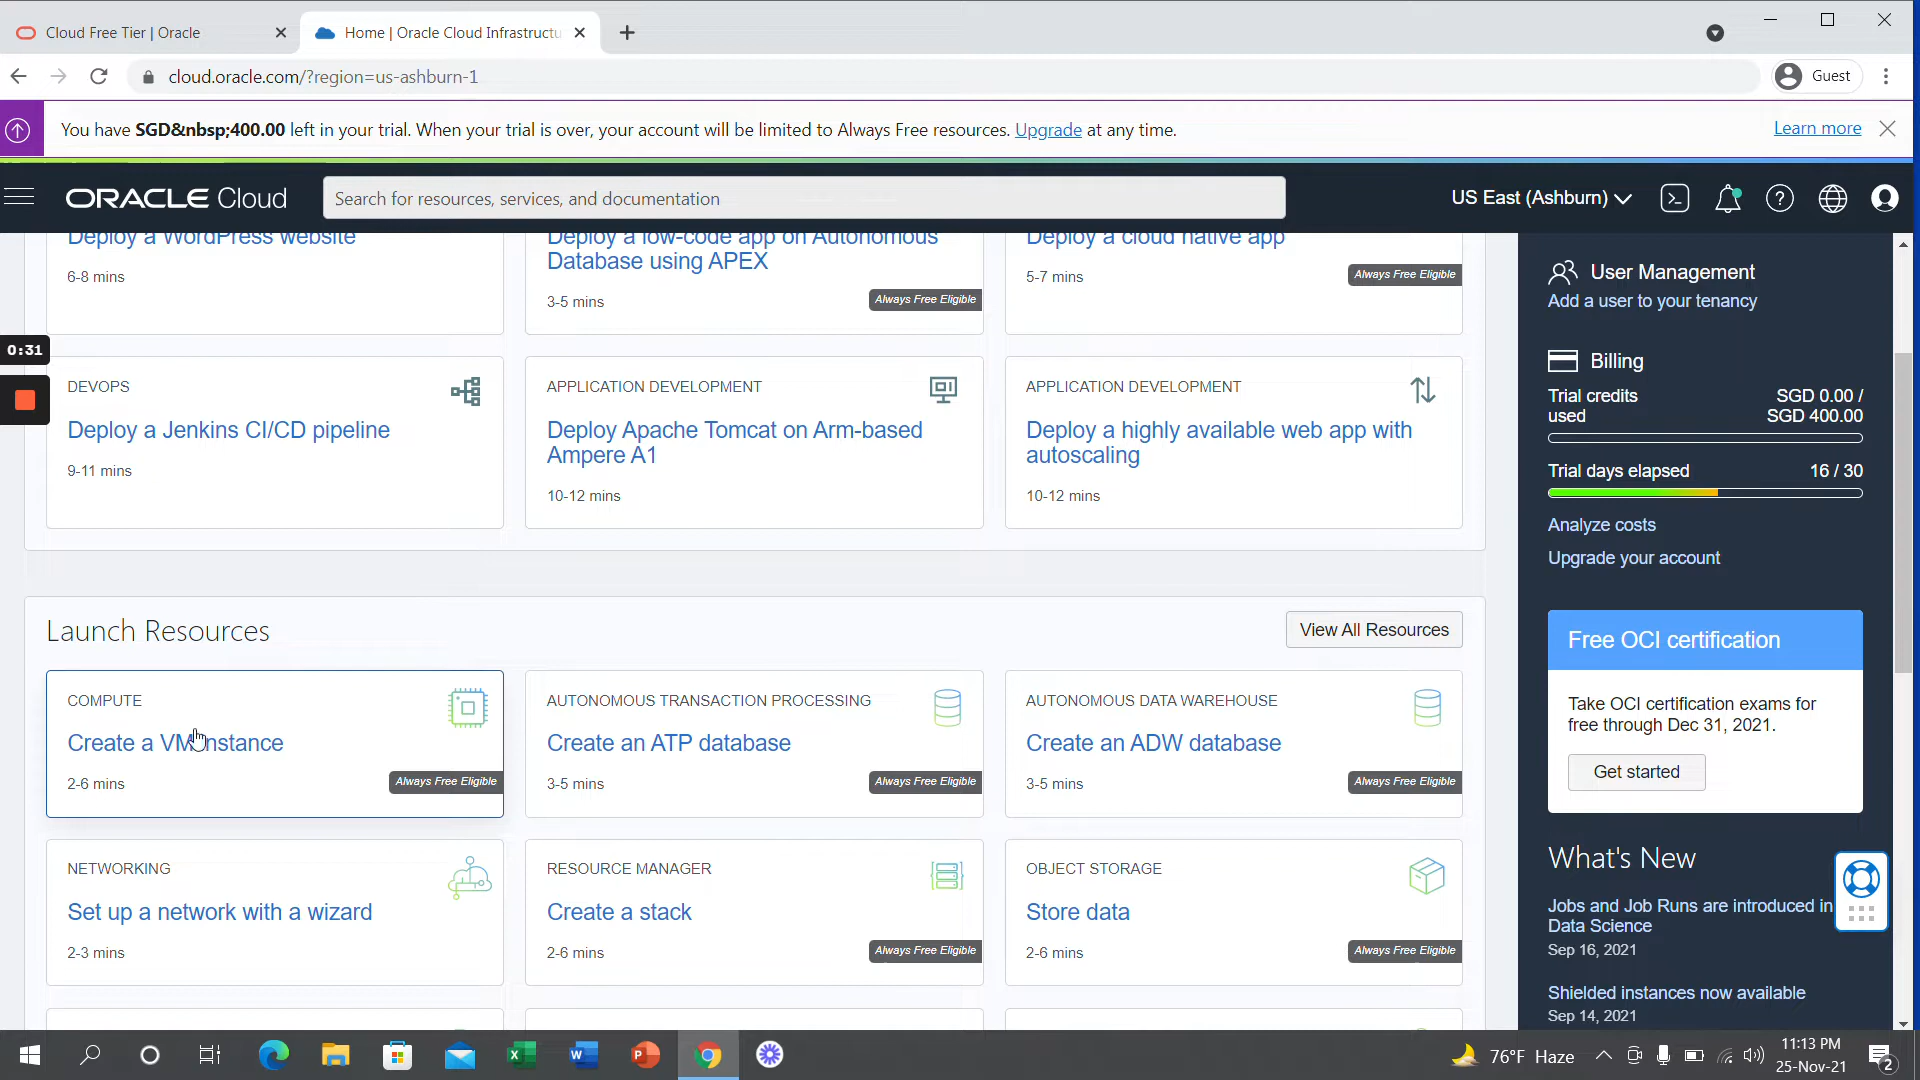 Cloud Free Tier | Oracle
Home | Oracle Cloud Infrastructu
cloud.oracle.com/?region=us-ashburn-1
Guest
You have SGD&nbsp;400.00 left in your trial. When your trial is over, your account will be limited to Always Free resources. Upgrade at any time.
Learn more
ORACLE Cloud
Search for resources, services, and documentation
US East (Ashburn)
Deploy a WordPress website
6-8 mins
Deploy a low-code app on Autonomous
Database using APEX
3-5 mins
Always Free Eligible
Deploy a cloud native app
5-7 mins
Always Free Eligible
0:31
DEVOPS
Deploy a Jenkins CI/CD pipeline
9-11 mins
APPLICATION DEVELOPMENT
Deploy Apache Tomcat on Arm-based
Ampere A1
10-12 mins
APPLICATION DEVELOPMENT
Deploy a highly available web app with
autoscaling
10-12 mins
Launch Resources
View All Resources
COMPUTE
Create a VM instance
2-6 mins
Always Free Eligible
AUTONOMOUS TRANSACTION PROCESSING
Create an ATP database
3-5 mins
Always Free Eligible
AUTONOMOUS DATA WAREHOUSE
Create an ADW database
3-5 mins
Always Free Eligible
NETWORKING
Set up a network with a wizard
2-3 mins
RESOURCE MANAGER
Create a stack
2-6 mins
Always Free Eligible
OBJECT STORAGE
Store data
2-6 mins
Always Free Eligible
User Management
Add a user to your tenancy
Billing
Trial credits
used
SGD 0.00 /
SGD 400.00
Trial days elapsed
16 / 30
Analyze costs
Upgrade your account
Free OCI certification
Take OCI certification exams for
free through Dec 31, 2021.
Get started
What's New
Jobs and Job Runs are introduced in
Data Science
Sep 16, 2021
Shielded instances now available
Sep 14, 2021
76°F Haze
11:13 PM
25-Nov-21
2